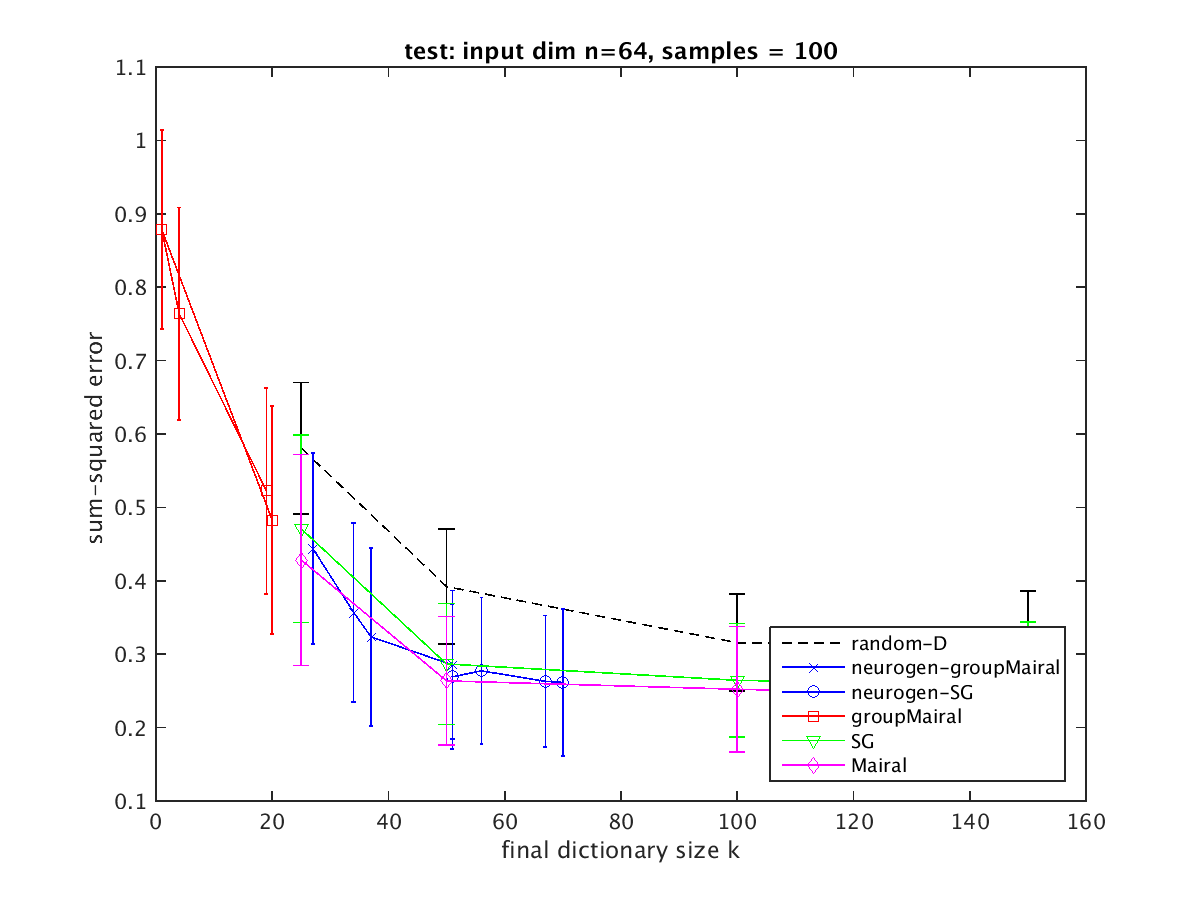 test: input dim n=64, samples = 100
sum-squared error
1.1
1
0.9
0.8
0.7
0.6
0.5
0.4
0.3
0.2
0.1
0 20 40 60 80 100 120 140 160
final dictionary size k
random-D
neurogen-groupMairal
neurogen-SG
groupMairal
SG
Mairal